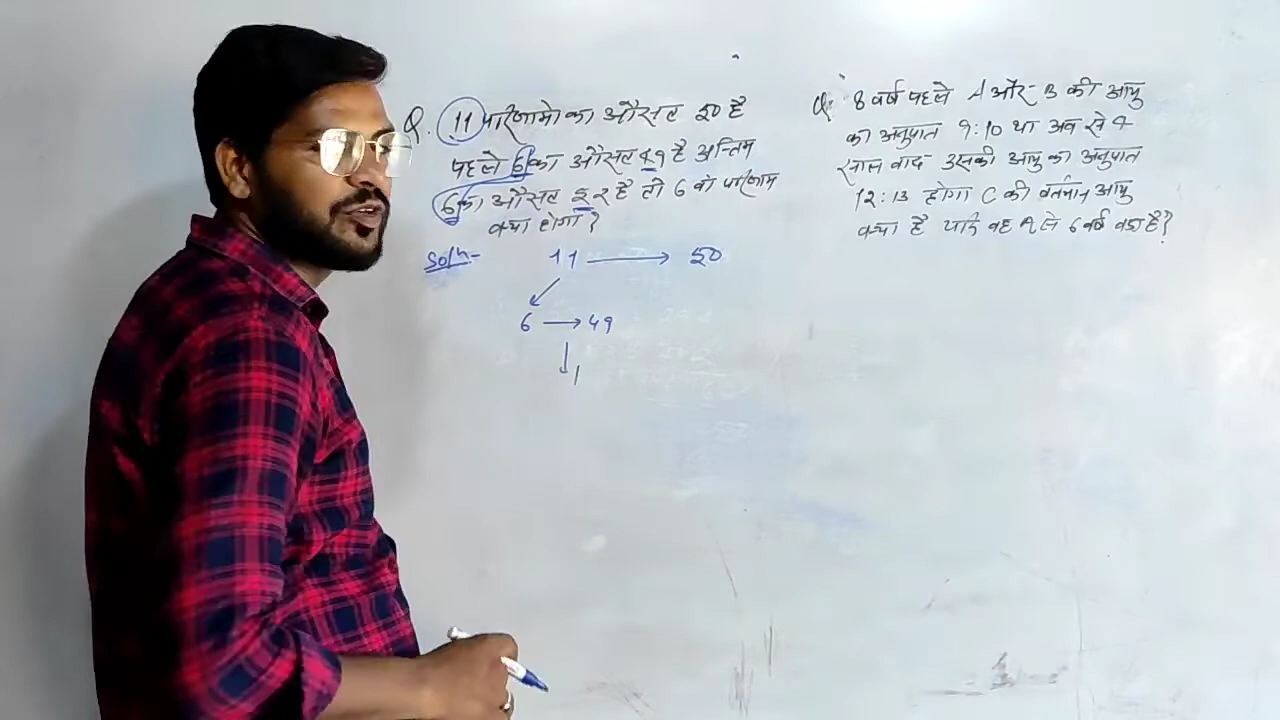 Q. 11 परिणामो का औसत 50 है
पहले 6 का औसत 49 है अन्तिम
6 का औसत 52 है तो 6 वां परिणाम
क्या होगा?
Soln-
11 → 50
6 → 49
↓ 1
Q. 8 वर्ष पहले A और B की आयु
का अनुपात 9:10 था अब से 4
साल बाद उसकी आयु का अनुपात
12:13 होगा C की वर्तमान आयु
क्या है यदि वह A से 6 वर्ष बड़ा है?